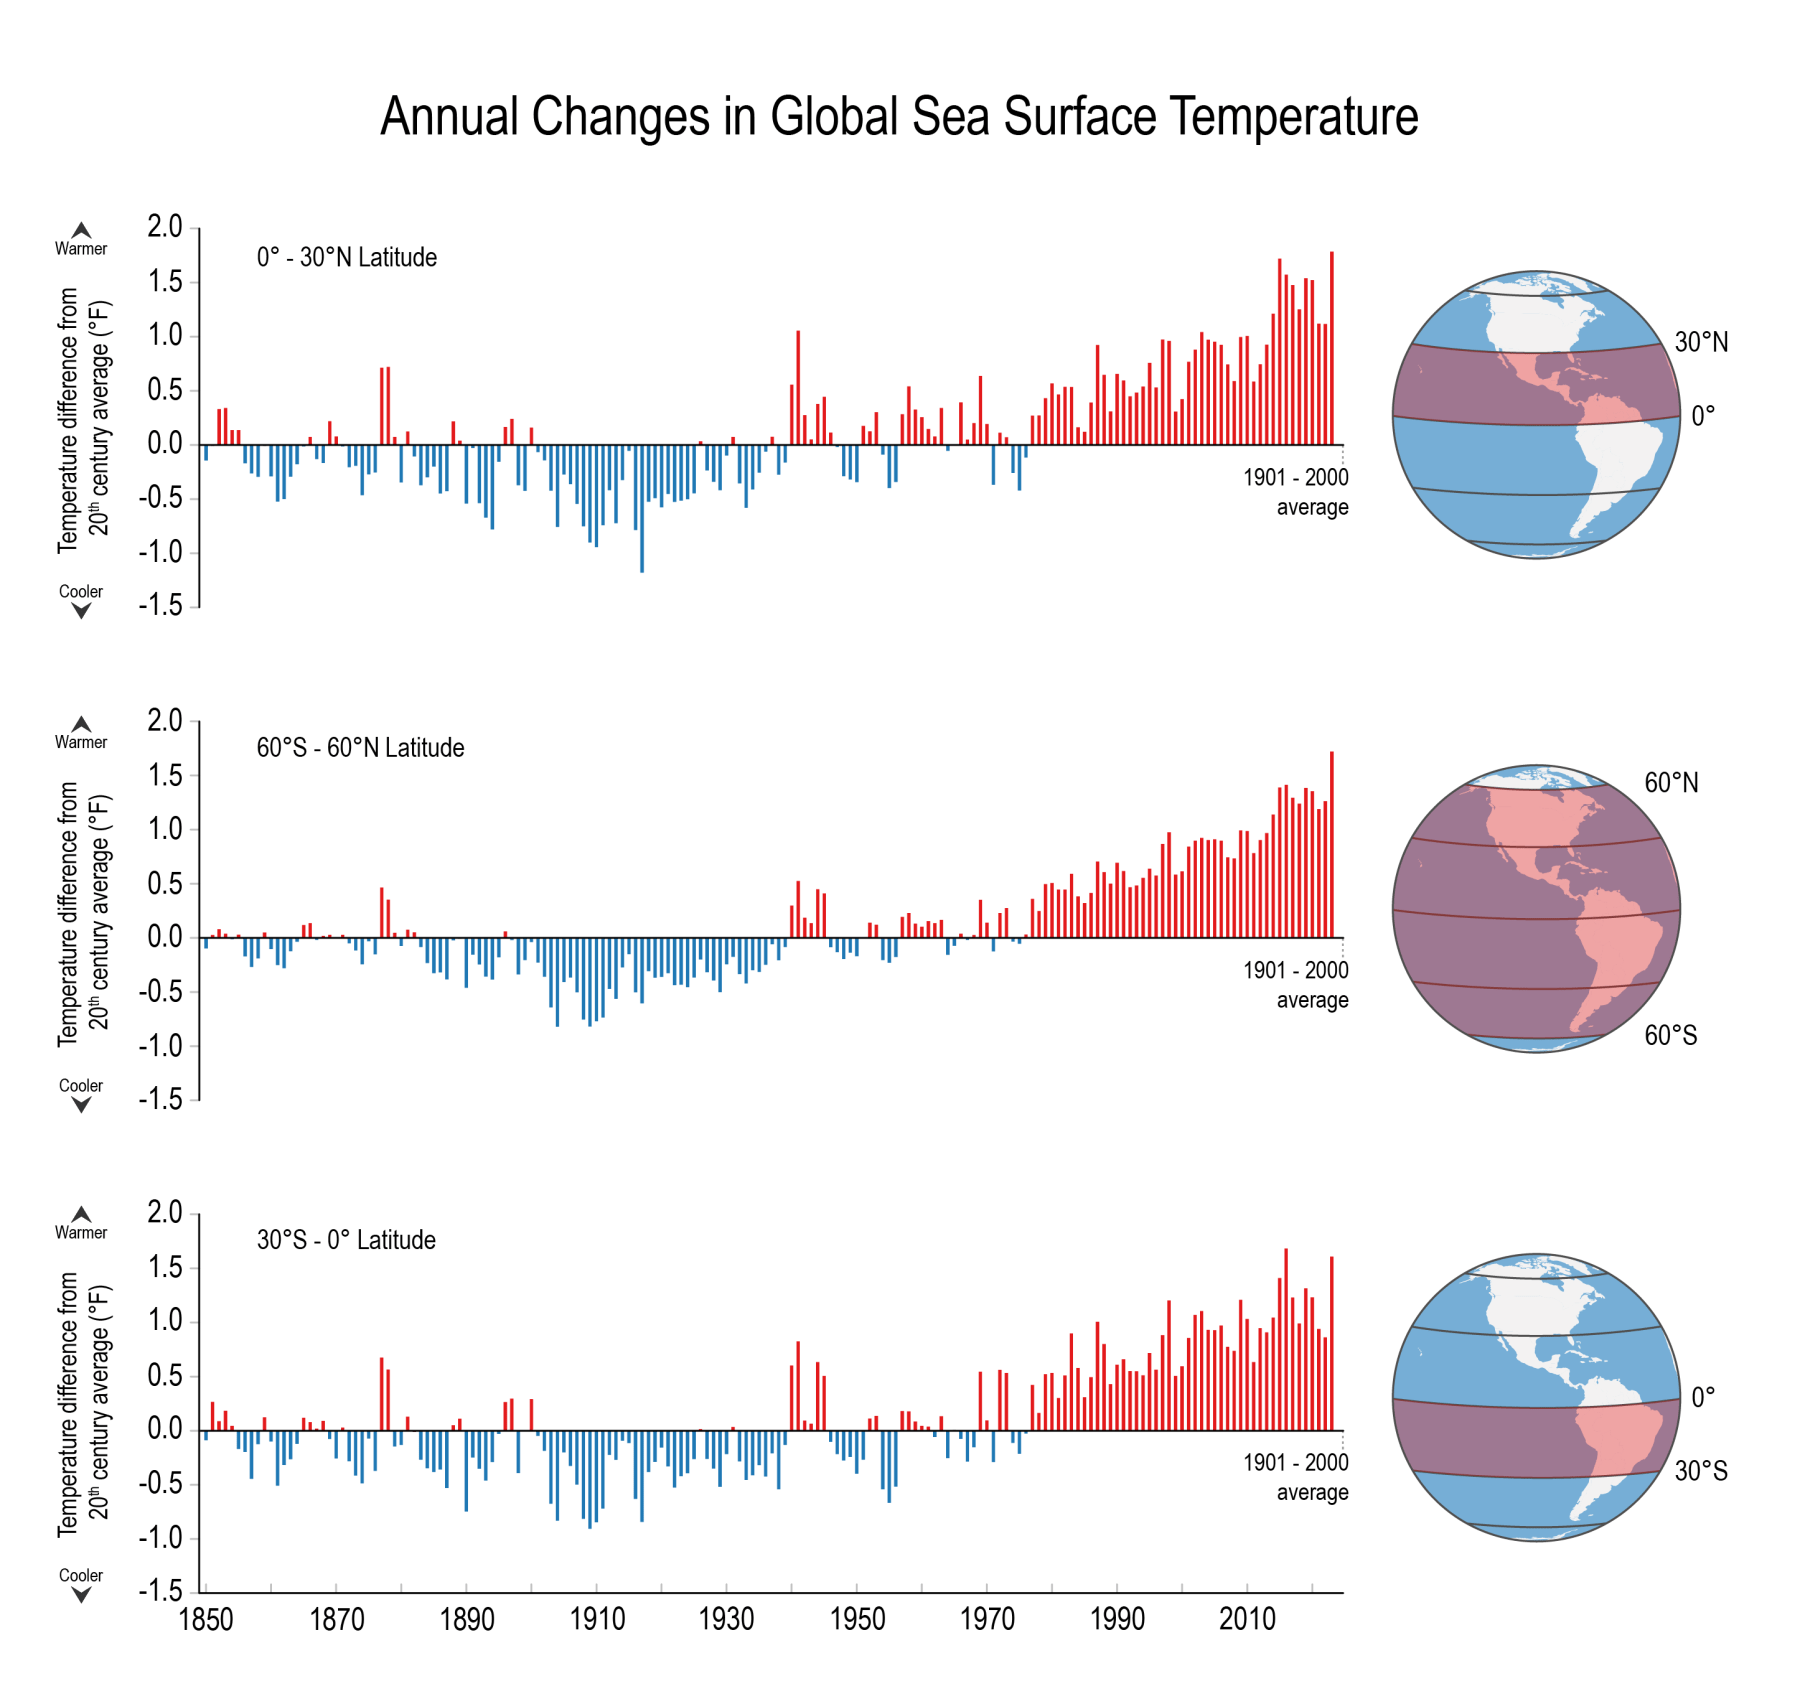 Annual Changes in Global Sea Surface Temperature
Warmer
Temperature difference from
20th century average (°F)
Cooler
2.0
1.5
1.0
0.5
0.0
-0.5
-1.0
-1.5
0° - 30°N Latitude
1901 - 2000
average
30°N
0°
Warmer
Temperature difference from
20th century average (°F)
Cooler
2.0
1.5
1.0
0.5
0.0
-0.5
-1.0
-1.5
60°S - 60°N Latitude
1901 - 2000
average
60°N
60°S
Warmer
Temperature difference from
20th century average (°F)
Cooler
2.0
1.5
1.0
0.5
0.0
-0.5
-1.0
-1.5
30°S - 0° Latitude
1901 - 2000
average
0°
30°S
1850 1870 1890 1910 1930 1950 1970 1990 2010